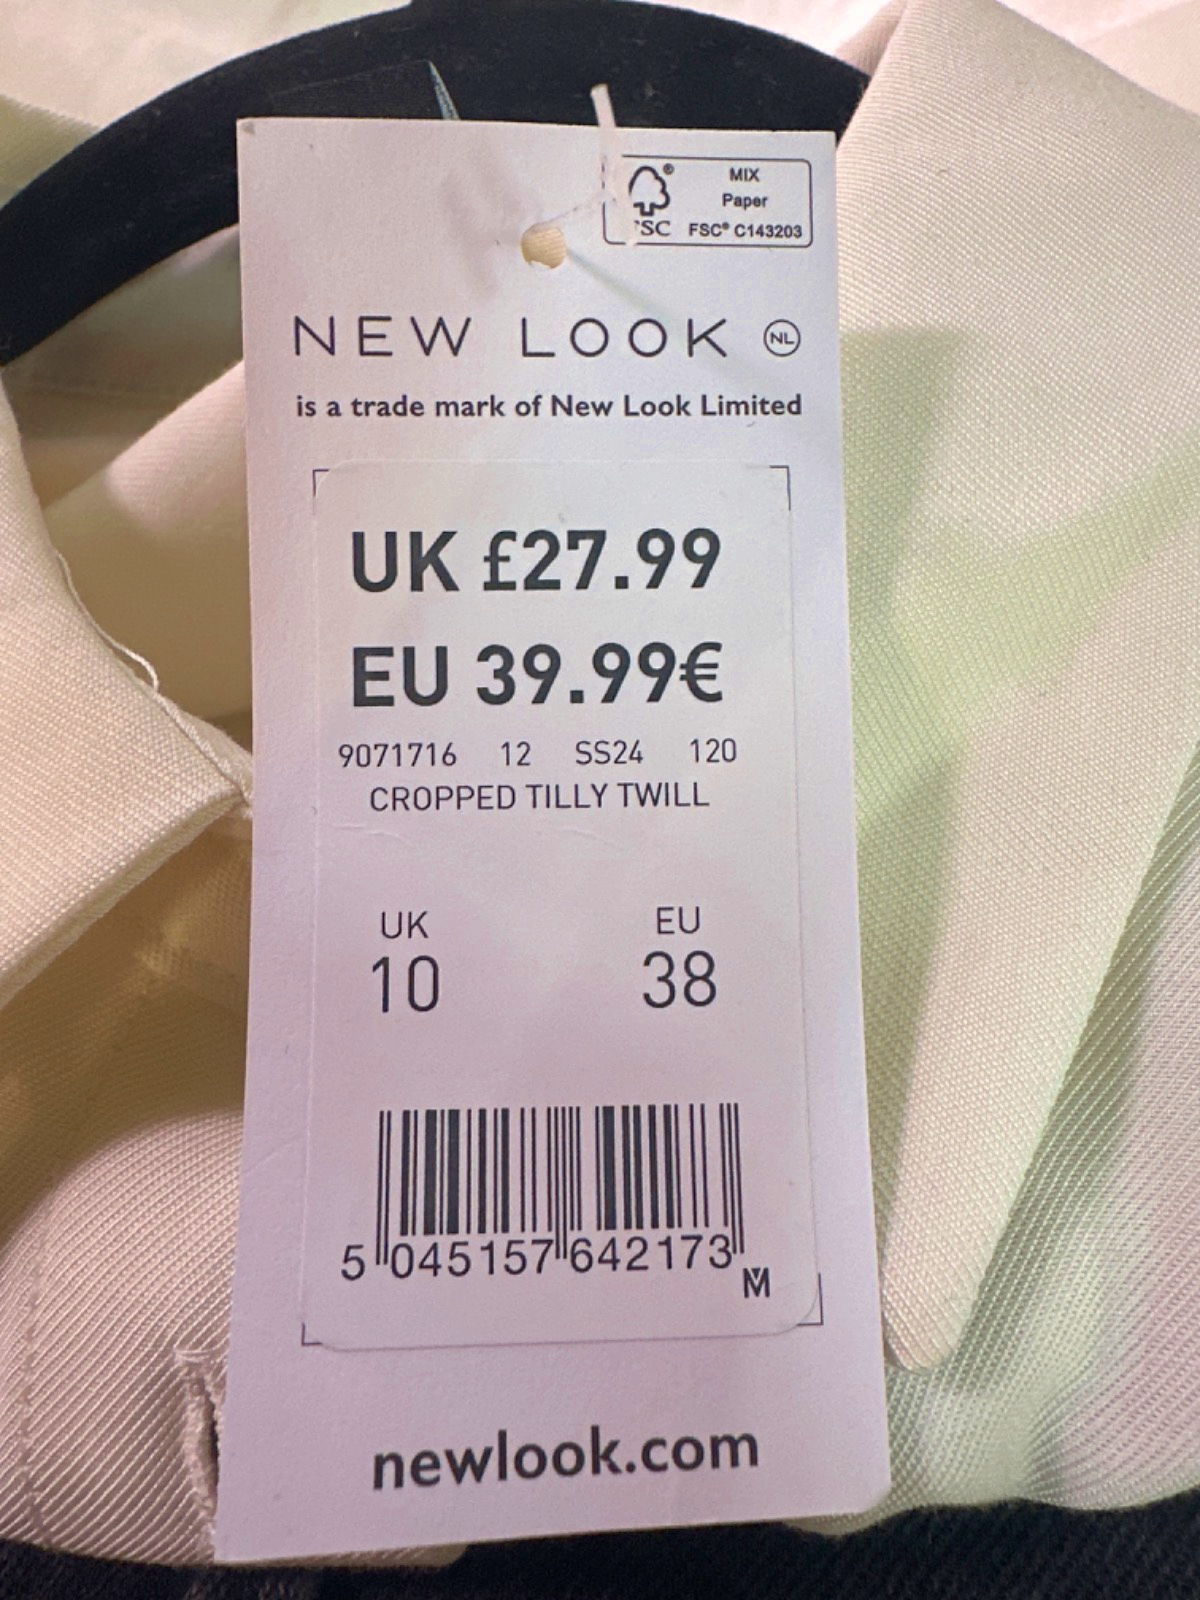 MIX
Paper
FSC
FSC® C143203
NEW LOOK NL
is a trade mark of New Look Limited
UK £27.99
EU 39.99€
9071716 12 SS24 120
CROPPED TILLY TWILL
UK EU
10 38
5 045157 642173
M
newlook.com